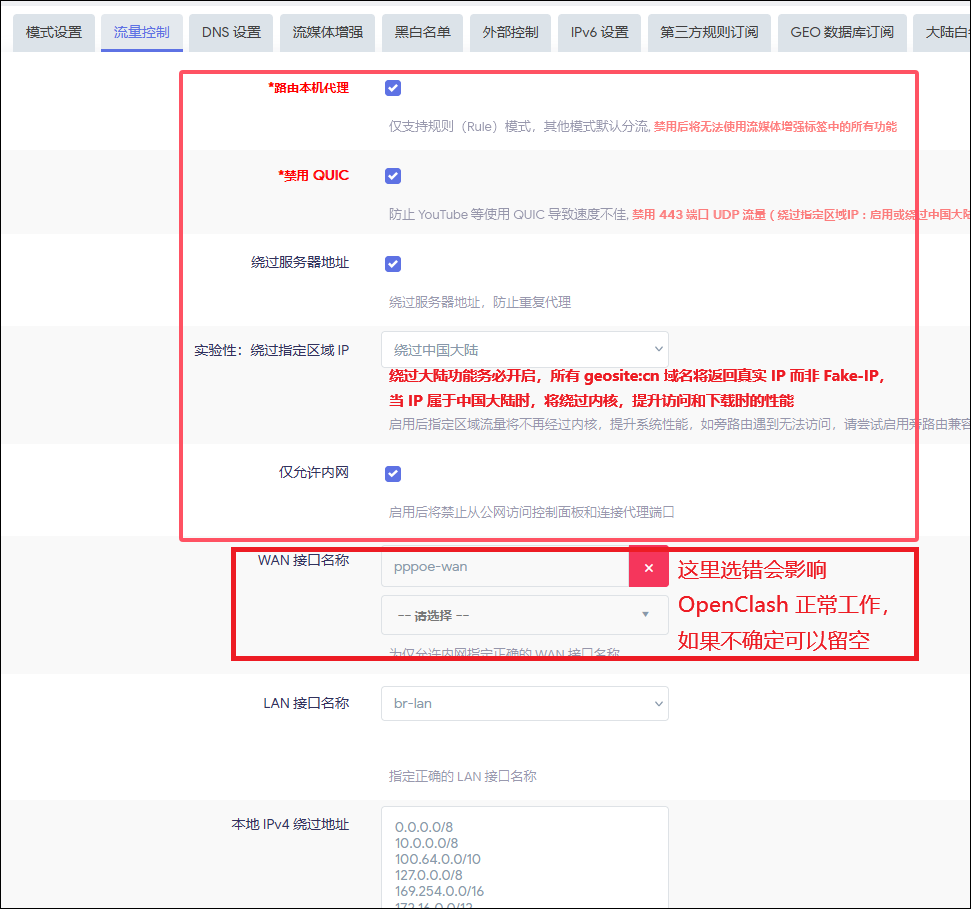 模式设置 流量控制 DNS 设置 流媒体增强 黑白名单 外部控制 IPv6 设置 第三方规则订阅 GEO 数据库订阅 大陆白
*路由本机代理
仅支持规则（Rule）模式，其他模式默认分流, 禁用后将无法使用流媒体增强标签中的所有功能
*禁用 QUIC
防止 YouTube 等使用 QUIC 导致速度不佳, 禁用 443 端口 UDP 流量（绕过指定区域IP：启用或绕过中国大陆
绕过服务器地址
绕过服务器地址，防止重复代理
实验性：绕过指定区域 IP 绕过中国大陆
绕过大陆功能务必开启，所有 geosite:cn 域名将返回真实 IP 而非 Fake-IP，
当 IP 属于中国大陆时，将绕过内核，提升访问和下载时的性能
启用后指定区域流量将不再经过内核，提升系统性能，如旁路由遇到无法访问，请尝试启用旁路由兼容
仅允许内网
启用后将禁止从公网访问控制面板和连接代理端口
WAN 接口名称 pppoe-wan ×
-- 请选择 --
为仅允许内网指定正确的 WAN 接口名称
这里选错会影响
OpenClash 正常工作，
如果不确定可以留空
LAN 接口名称 br-lan
指定正确的 LAN 接口名称
本地 IPv4 绕过地址
0.0.0.0/8
10.0.0.0/8
100.64.0.0/10
127.0.0.0/8
169.254.0.0/16
172.16.0.0/12